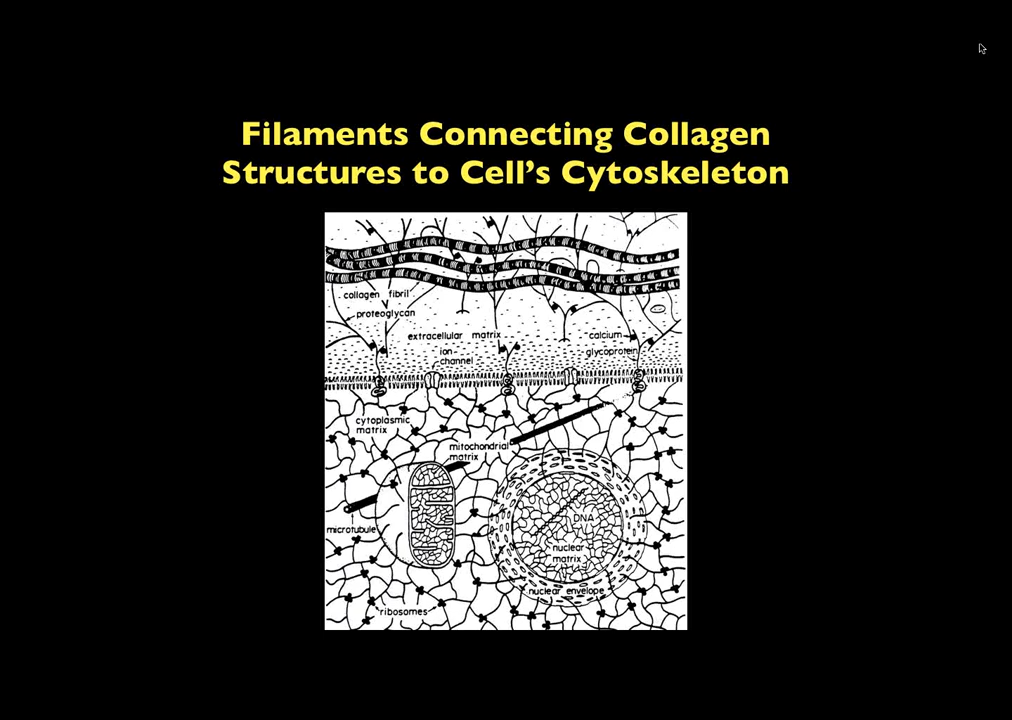 Filaments Connecting Collagen
Structures to Cell’s Cytoskeleton
collagen fibril
proteoglycan
extracellular matrix
calcium
ion
channel
glycoprotein
cytoplasmic
matrix
mitochondrial
matrix
DNA
microtubule
nuclear
matrix
nuclear envelope
ribosomes